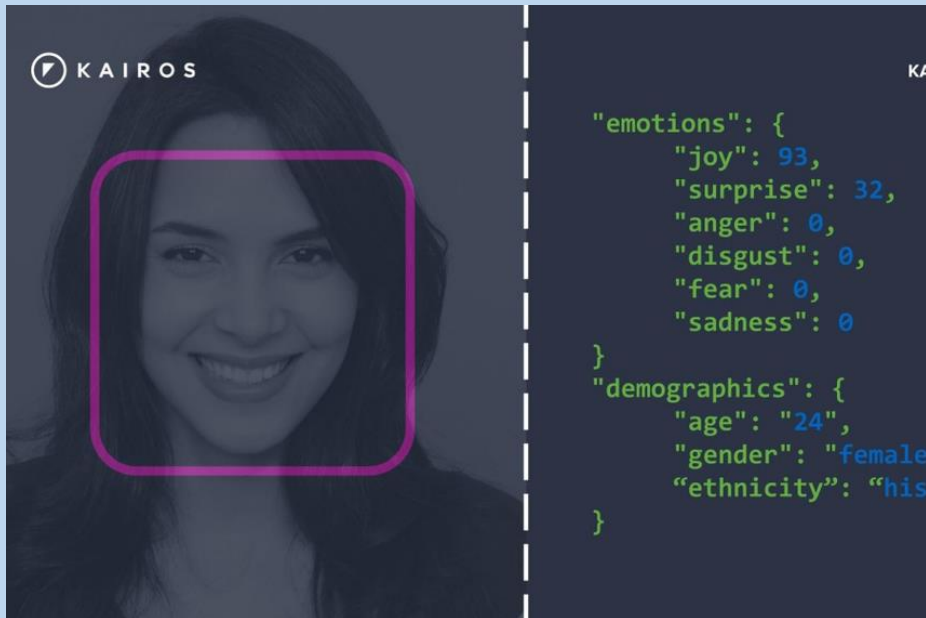 KAIROS
KA
"emotions": {
"joy": 93,
"surprise": 32,
"anger": 0,
"disgust": 0,
"fear": 0,
"sadness": 0
}
"demographics": {
"age": "24",
"gender": "female
“ethnicity”: “his
}